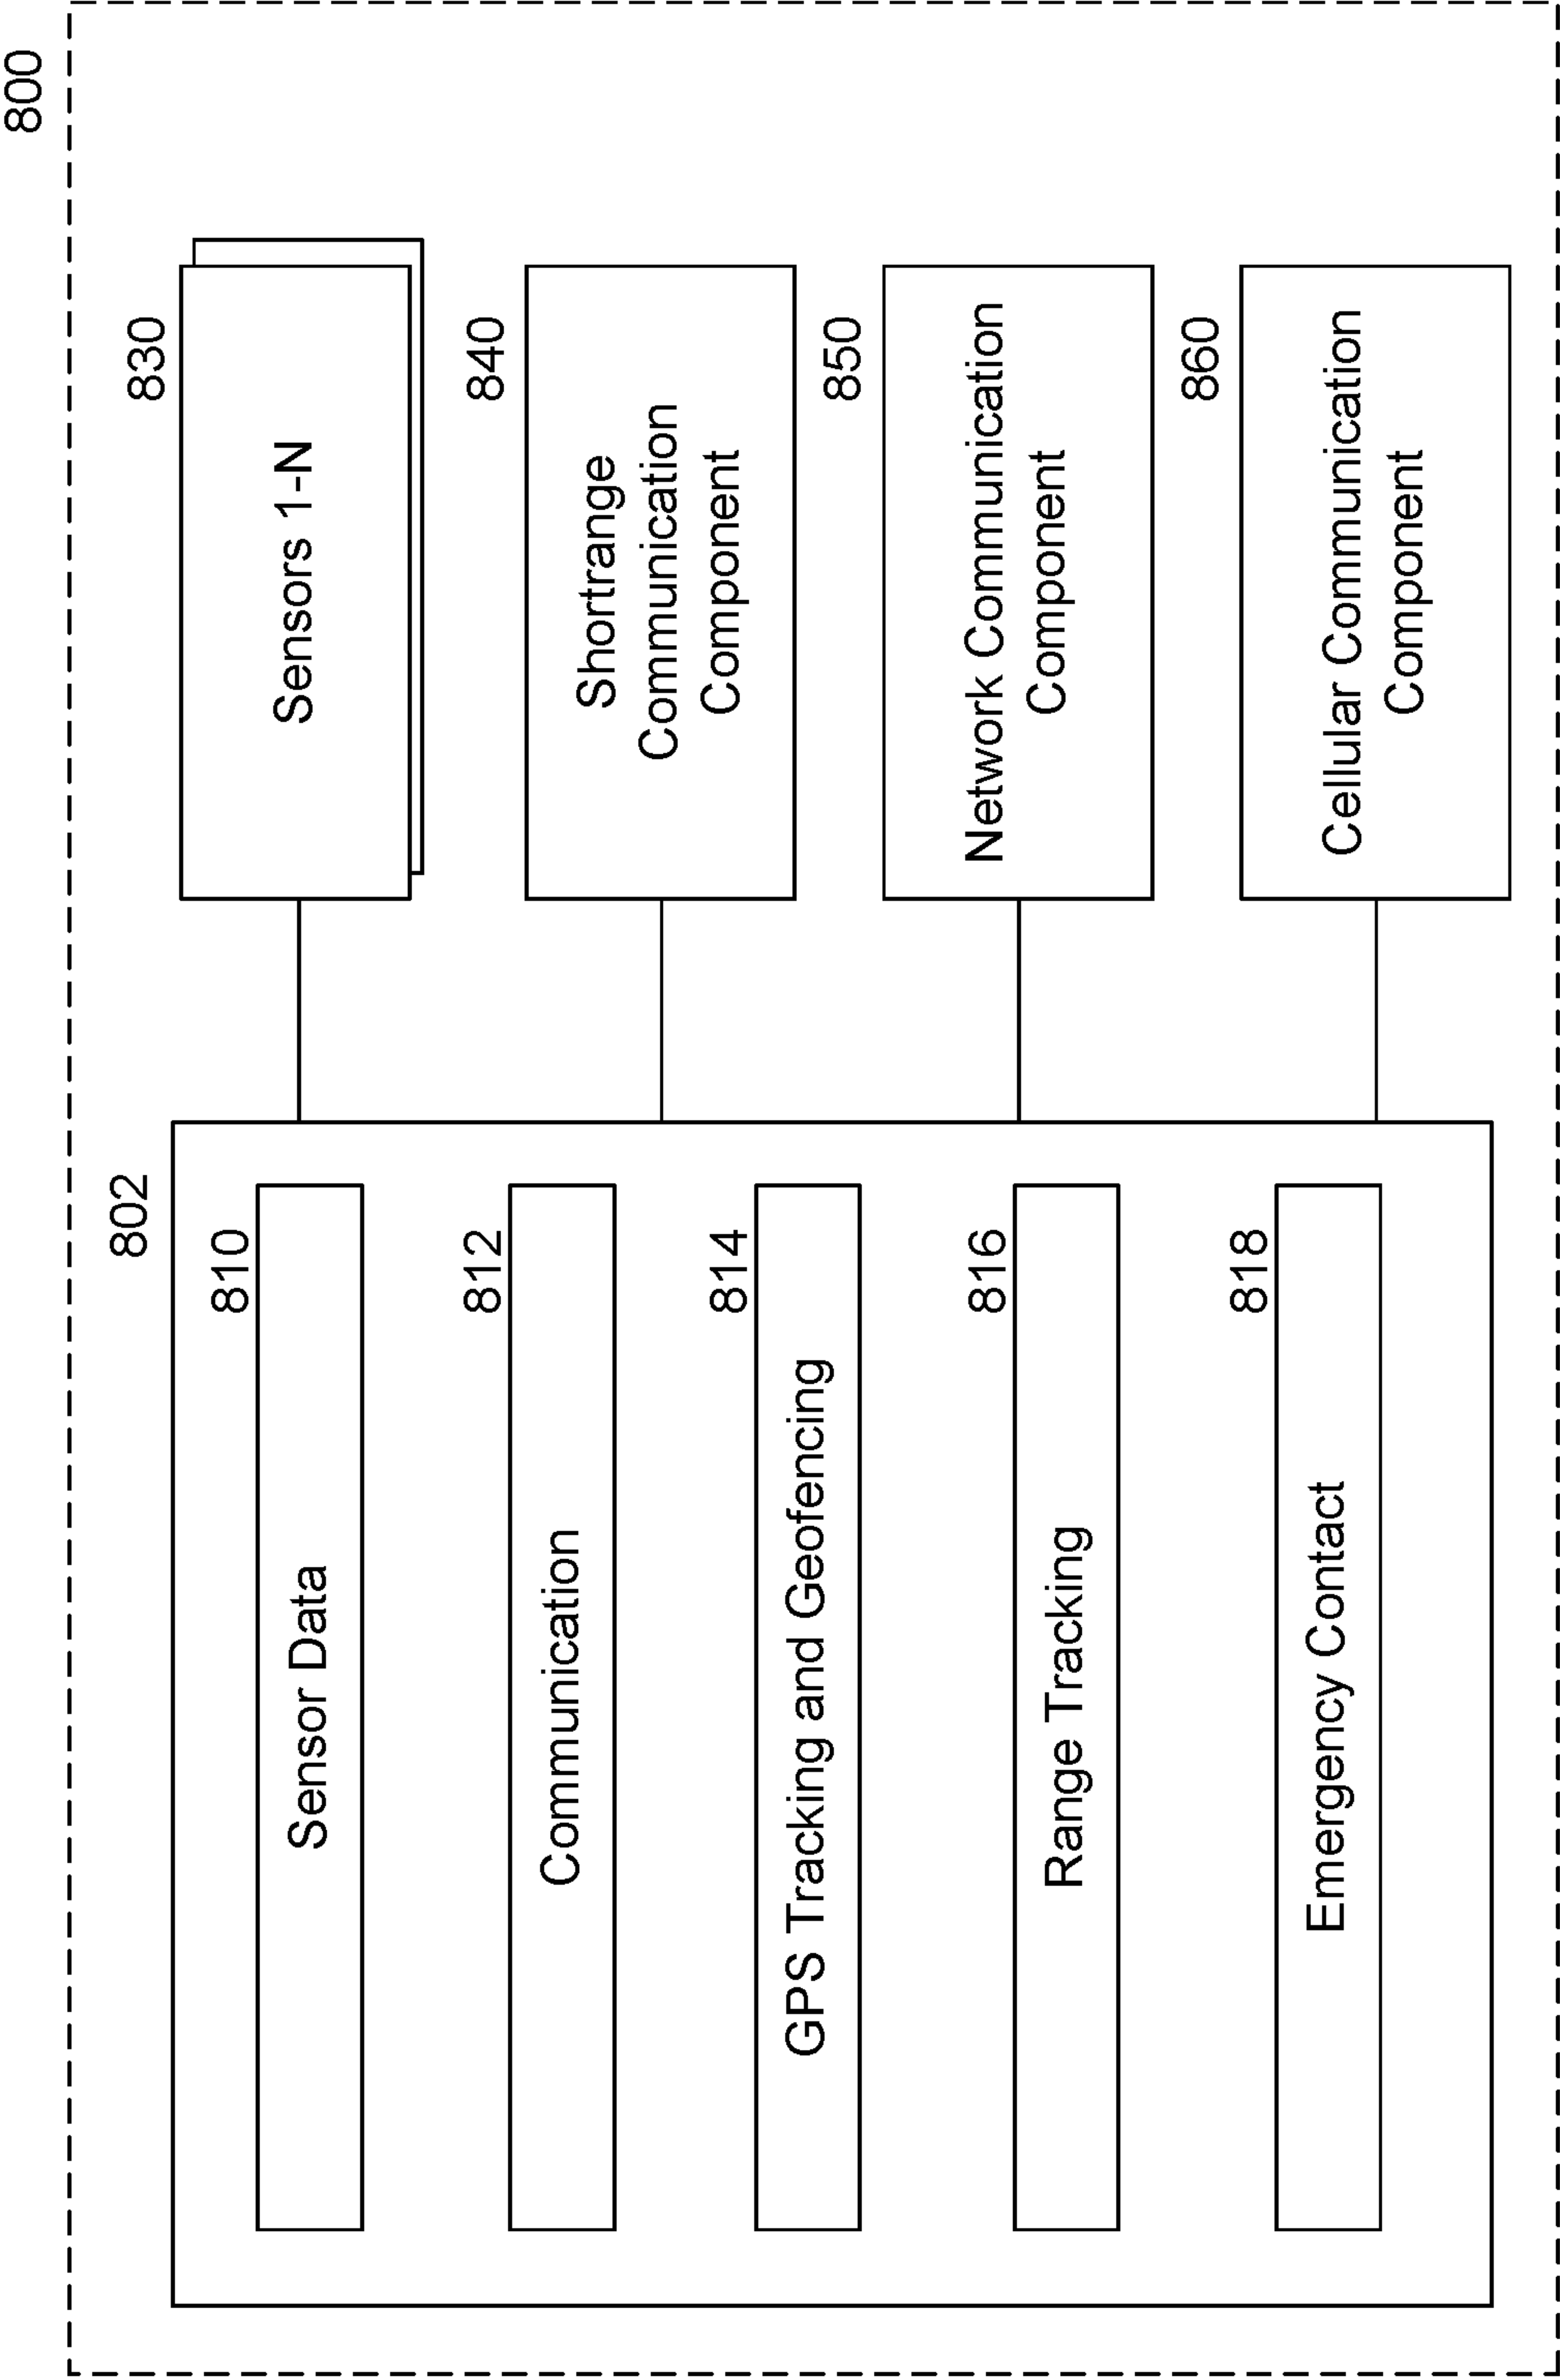 800
802
810
Sensor Data
812
Communication
814
GPS Tracking and Geofencing
816
Range Tracking
818
Emergency Contact
830
Sensors 1-N
840
Shortrange
Communication
Component
850
Network Communication
Component
860
Cellular Communication
Component